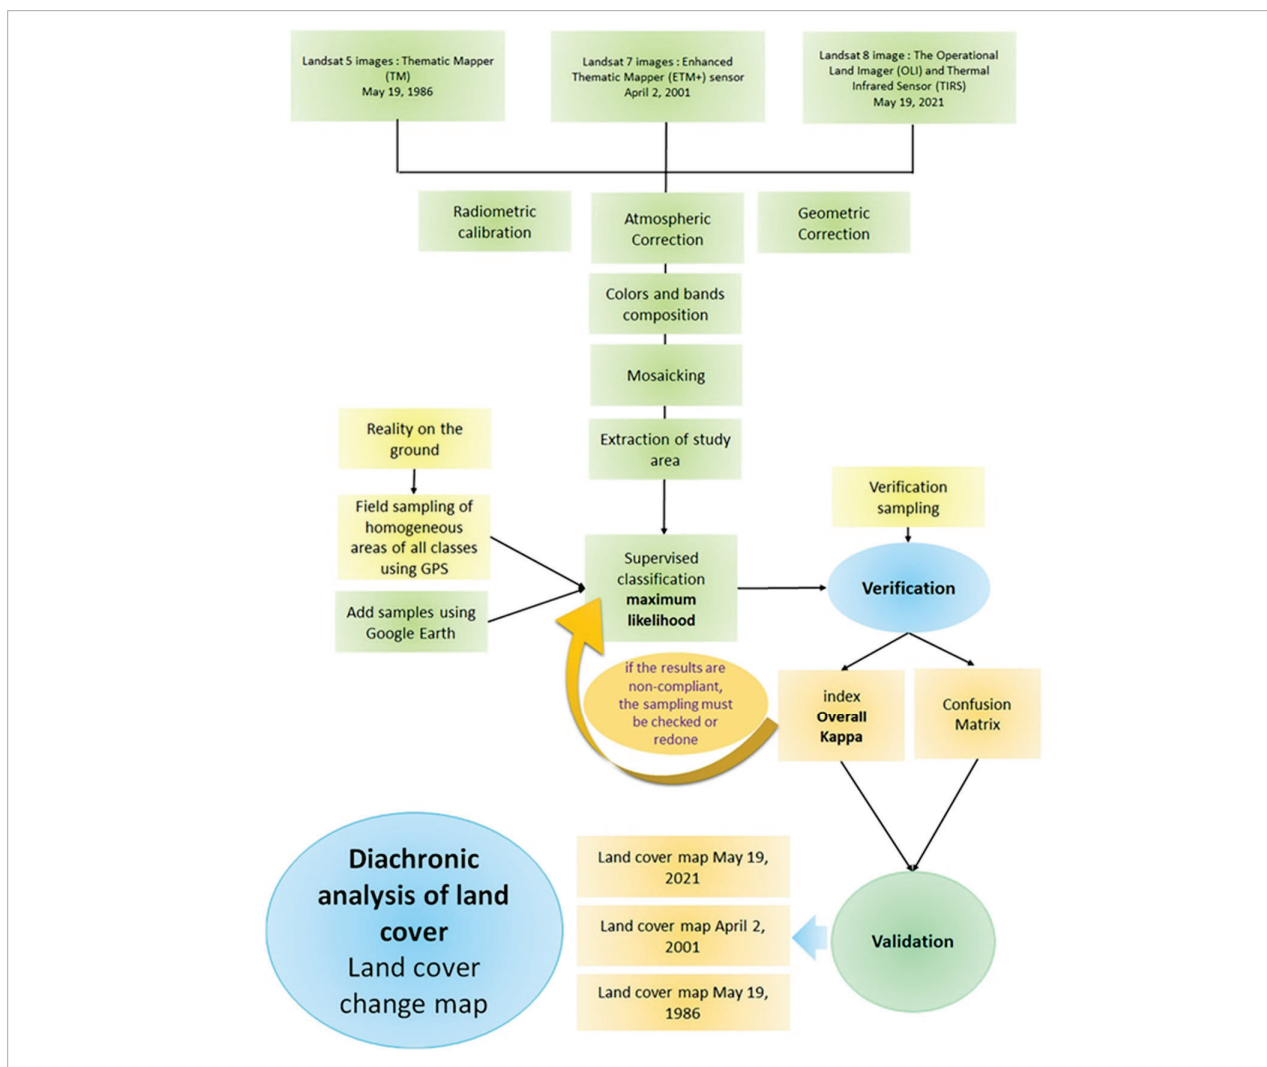 Landsat 5 images : Thematic Mapper
(TM)
May 19, 1986
Landsat 7 images : Enhanced
Thematic Mapper (ETM+) sensor
April 2, 2001
Landsat 8 image : The Operational
Land Imager (OLI) and Thermal
Infrared Sensor (TIRS)
May 19, 2021
Radiometric
calibration
Atmospheric
Correction
Geometric
Correction
Colors and bands
composition
Mosaicking
Extraction of study
area
Reality on the
ground
Field sampling of
homogeneous
areas of all classes
using GPS
Add samples using
Google Earth
Supervised
classification
maximum
likelihood
Verification
sampling
Verification
if the results are
non-compliant,
the sampling must
be checked or
redone
index
Overall
Kappa
Confusion
Matrix
Validation
Land cover map May 19,
2021
Land cover map April 2,
2001
Land cover map May 19,
1986
Diachronic
analysis of land
cover
Land cover
change map